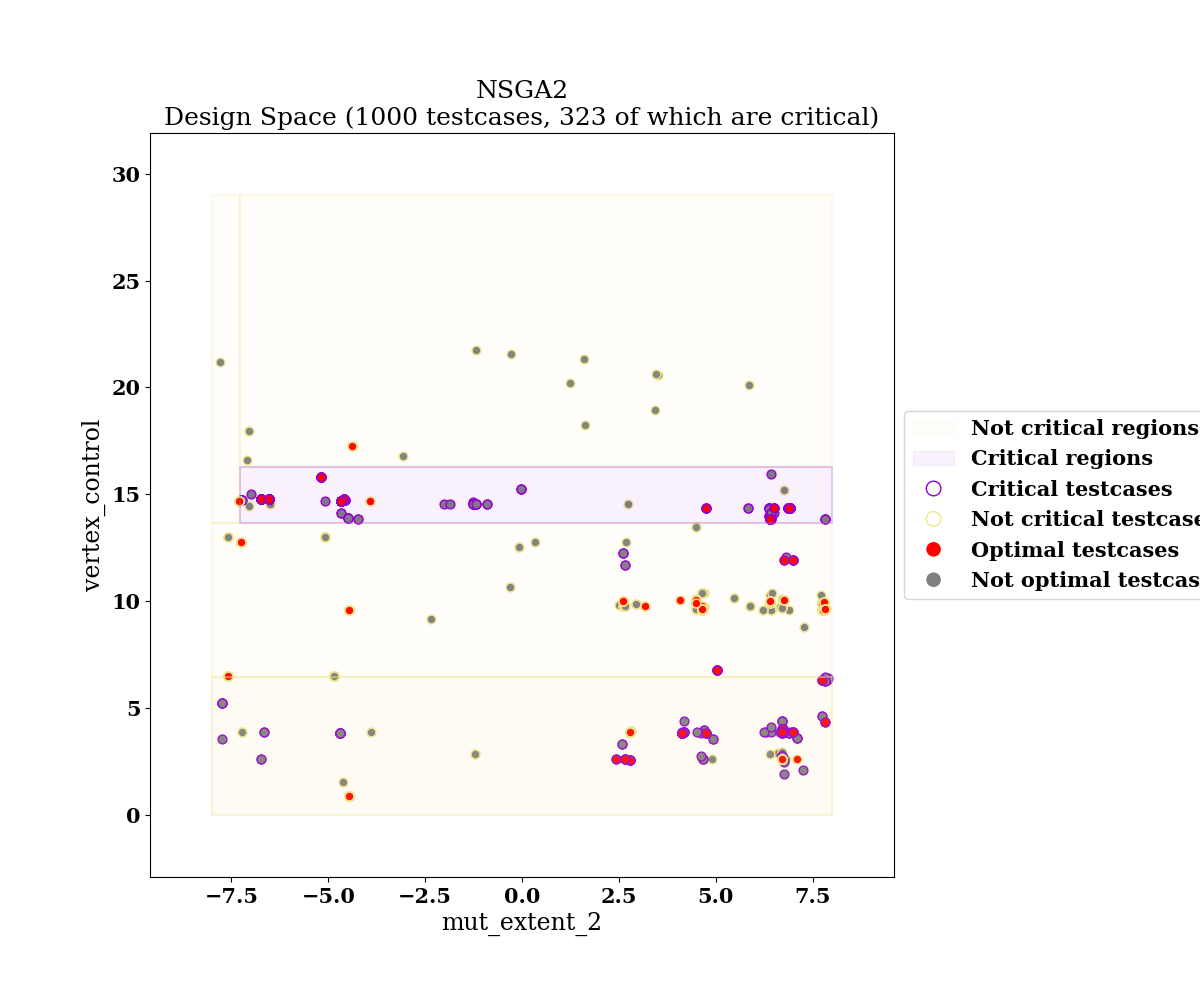 NSGA2
Design Space (1000 testcases, 323 of which are critical)
30
25
20
15
10
5
0
vertex_control
−7.5 −5.0 −2.5 0.0 2.5 5.0 7.5
mut_extent_2
Not critical regions
Critical regions
Critical testcases
Not critical testcase
Optimal testcases
Not optimal testcas